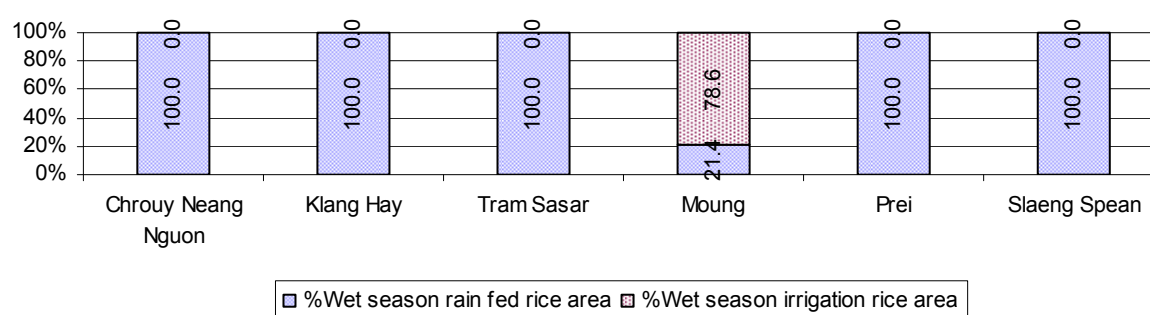 100%
80%
60%
40%
20%
0%
100.0 0.0
100.0 0.0
100.0 0.0
21.4 78.6
100.0 0.0
100.0 0.0
Chrouy Neang
Nguon
Klang Hay
Tram Sasar
Moung
Prei
Slaeng Spean
%Wet season rain fed rice area %Wet season irrigation rice area